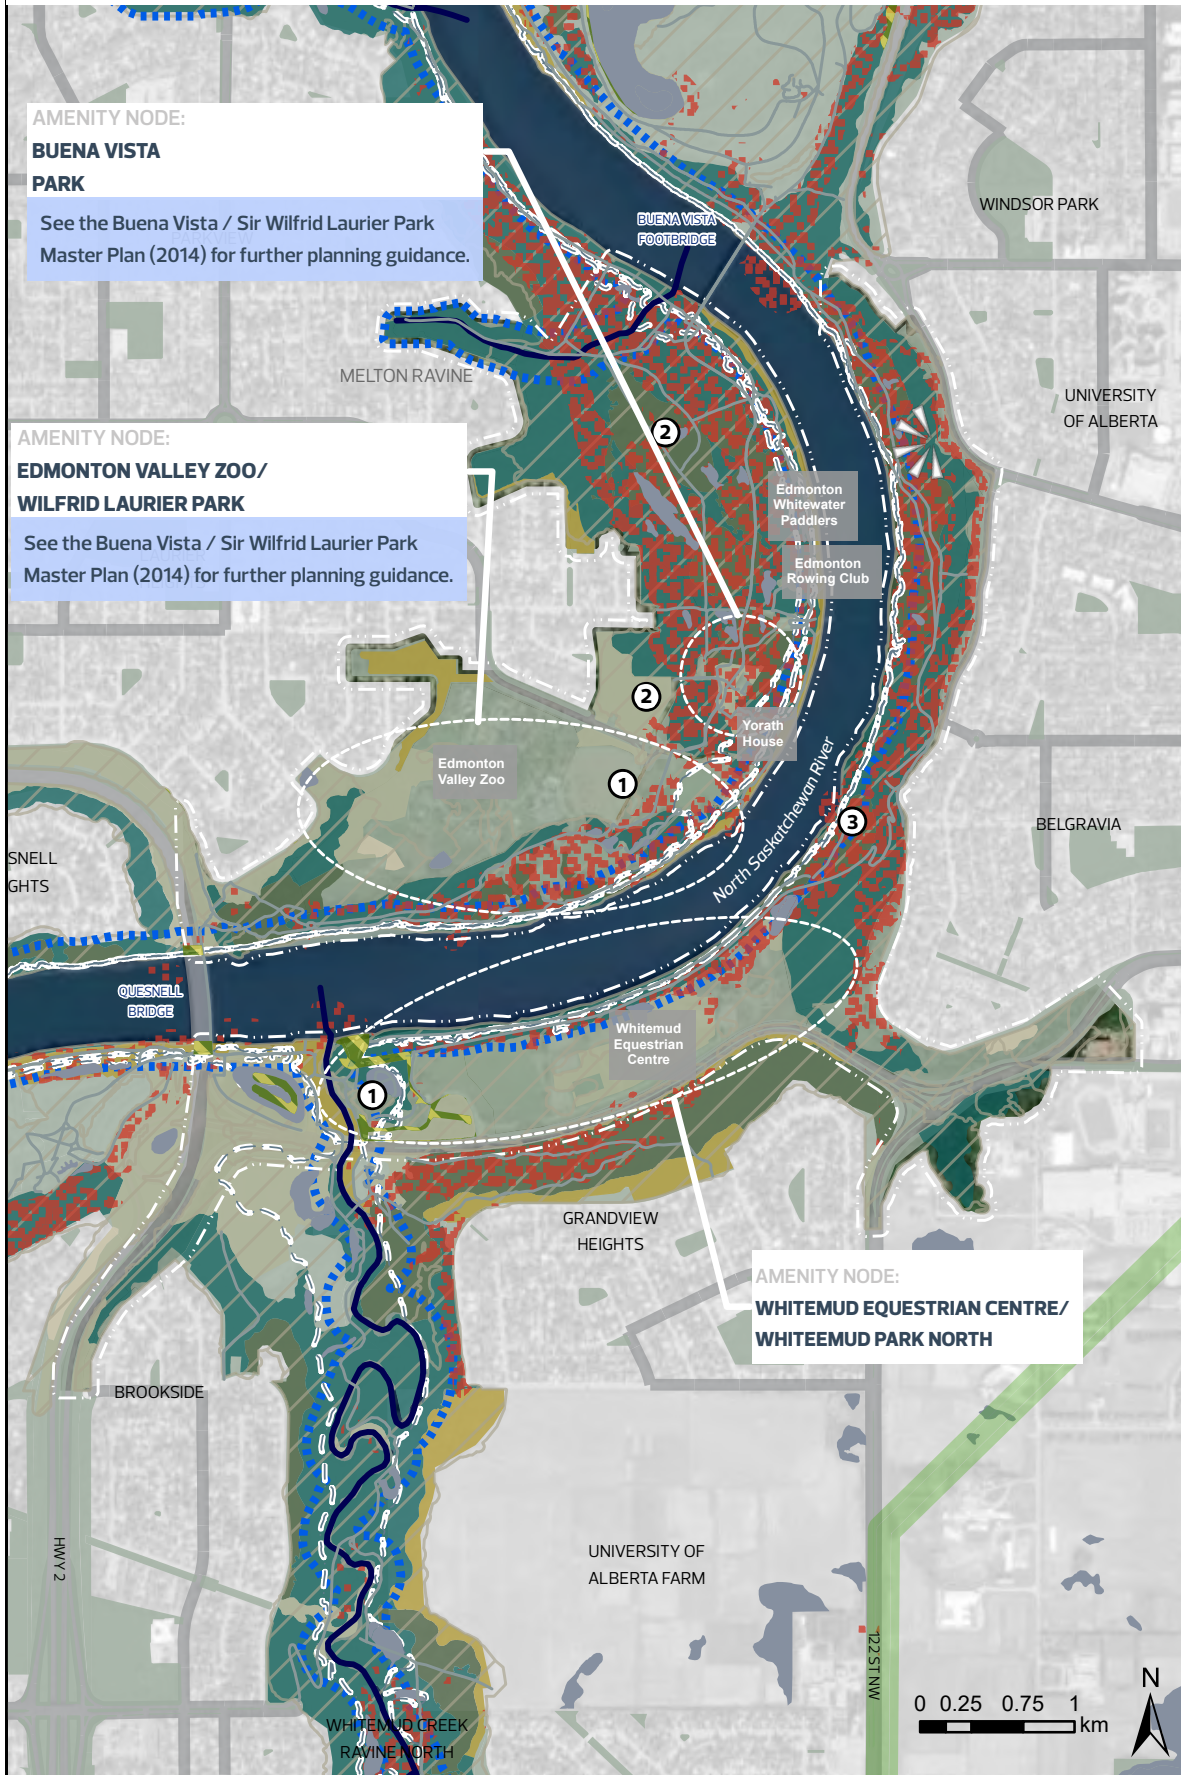 AMENITY NODE:
BUENA VISTA
PARK
See the Buena Vista / Sir Wilfrid Laurier Park
Master Plan (2014) for further planning guidance.
BUENA VISTA
FOOTBRIDGE
WINDSOR PARK
MELTON RAVINE
UNIVERSITY
OF ALBERTA
AMENITY NODE:
EDMONTON VALLEY ZOO/
WILFRID LAURIER PARK
See the Buena Vista / Sir Wilfrid Laurier Park
Master Plan (2014) for further planning guidance.
2
Edmonton
Whitewater
Paddlers
Edmonton
Rowing Club
2
Yorath
House
Edmonton
Valley Zoo
1
North Saskatchewan River
3
BELGRAVIA
SNELL
GHTS
QUESNELL
BRIDGE
Whitemud
Equestrian
Centre
1
GRANDVIEW
HEIGHTS
AMENITY NODE:
WHITEMUD EQUESTRIAN CENTRE/
WHITEEMUD PARK NORTH
BROOKSIDE
HWY 2
UNIVERSITY OF
ALBERTA FARM
122 ST NW
WHITEMUD CREEK
RAVINE NORTH
N
0 0.25 0.75 1
km